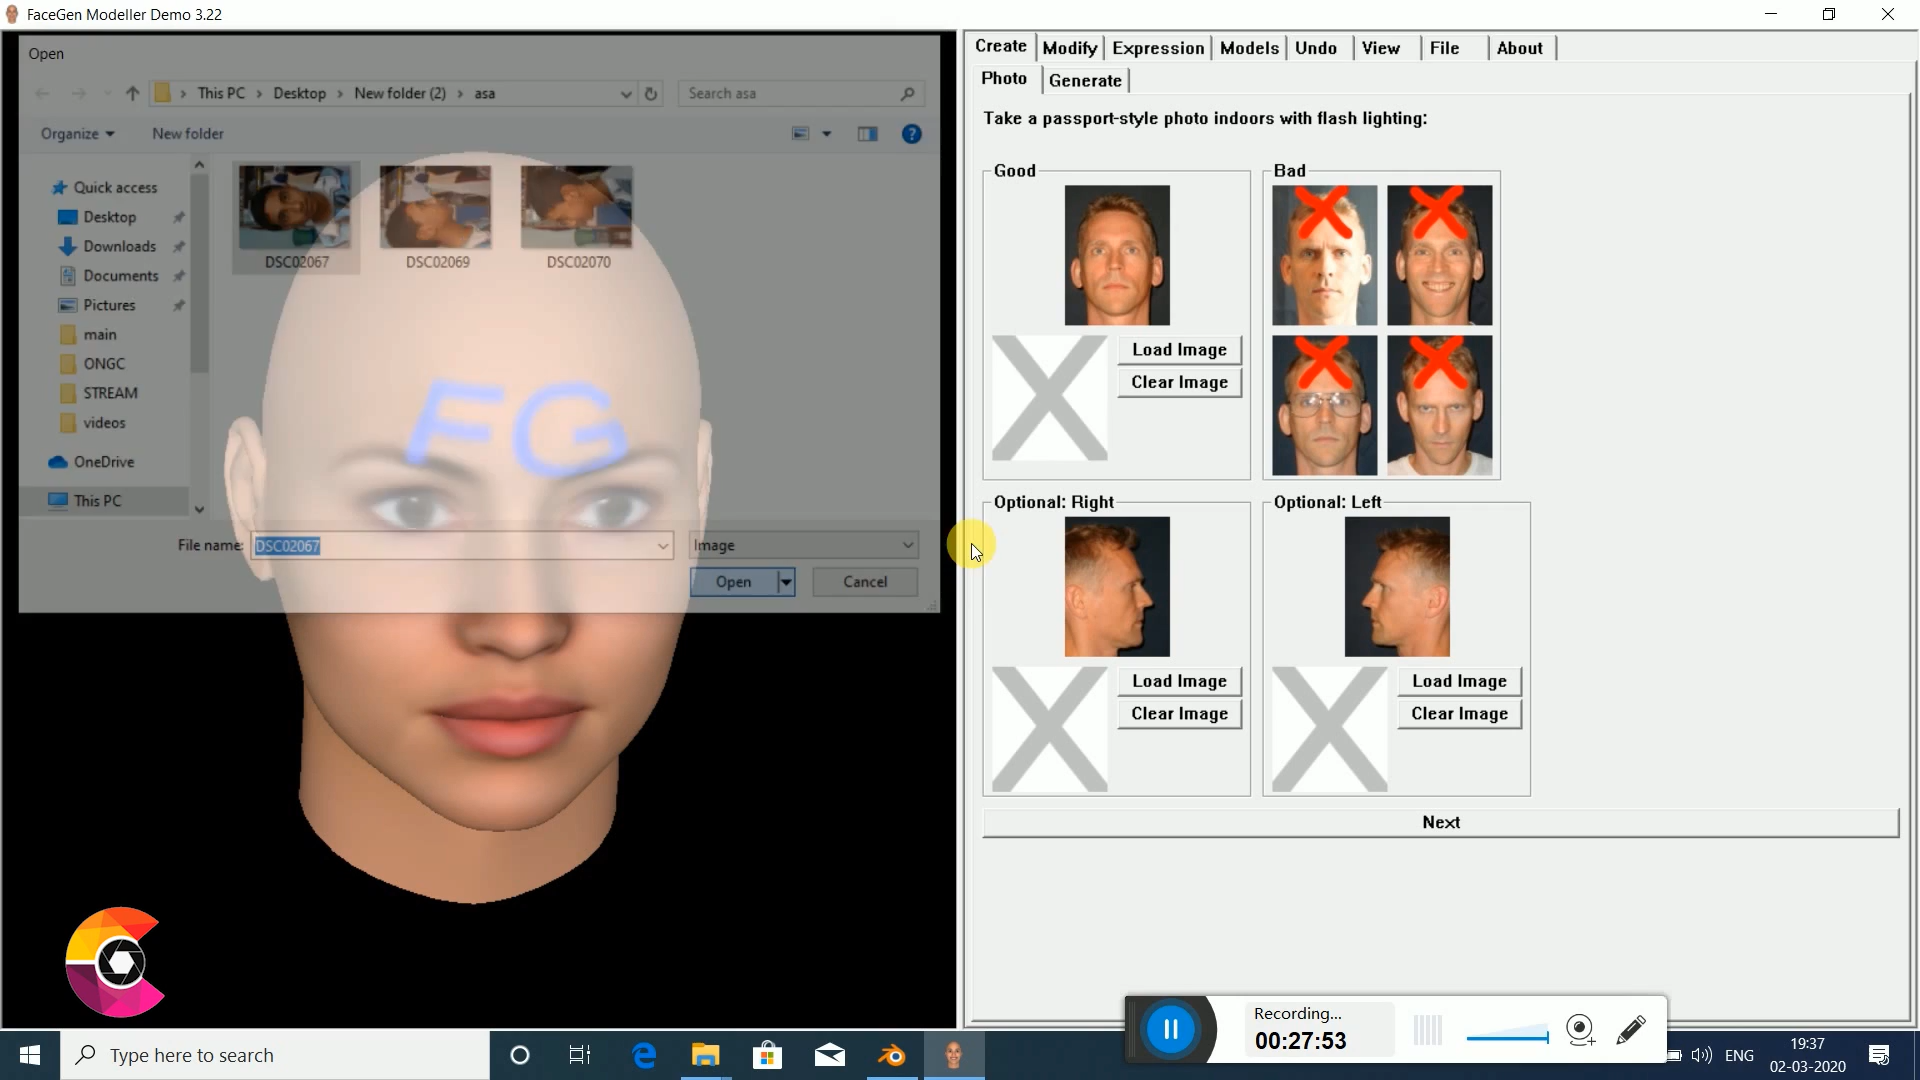 FaceGen Modeller Demo 3.22
Open
This PC > Desktop > New folder (2) > asa
Search asa
Organize
New folder
Quick access
Desktop
Downloads
Documents
Pictures
main
ONGC
STREAM
videos
OneDrive
This PC
DSC02067
DSC02069
DSC02070
FG
File name: DSC02067
Image
Open
Cancel
Create Modify Expression Models Undo View File About
Photo Generate
Take a passport-style photo indoors with flash lighting:
Good
Bad
Load Image
Clear Image
Optional: Right
Optional: Left
Load Image
Clear Image
Load Image
Clear Image
Next
Recording...
00:27:53
Type here to search
ENG
19:37
02-03-2020